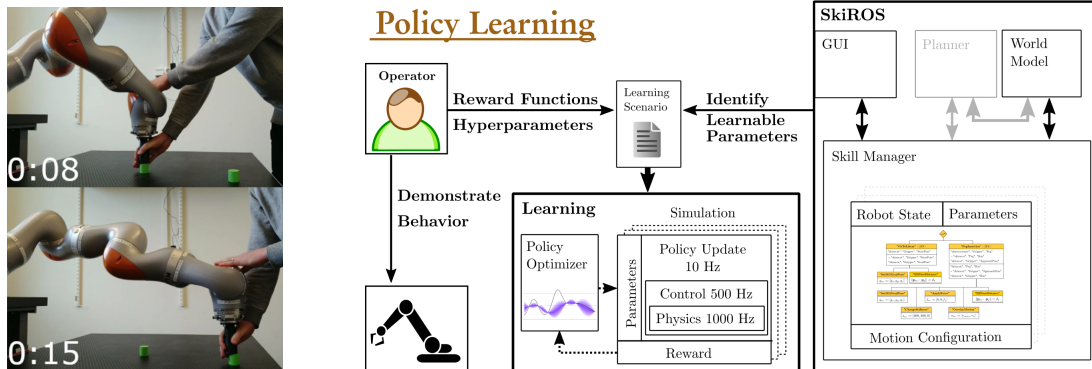 0:08
0:15
Policy Learning
Operator
Reward Functions
Hyperparameters
Learning
Scenario
Identify
Learnable
Parameters
Demonstrate
Behavior
Learning
Simulation
Policy
Optimizer
Parameters
Policy Update
10 Hz
Control 500 Hz
Physics 1000 Hz
Reward
SkiROS
GUI
Planner
World
Model
Skill Manager
Robot State
Parameters
Motion Configuration